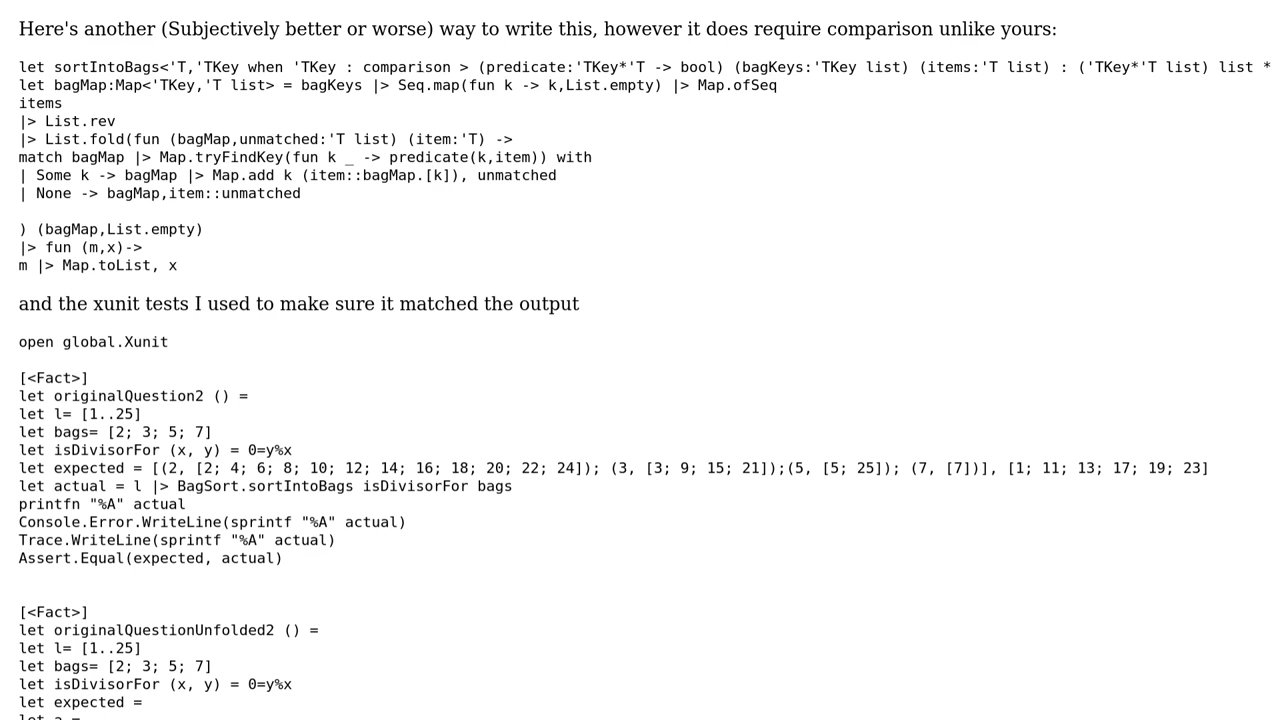 Here's another (Subjectively better or worse) way to write this, however it does require comparison unlike yours:
let sortIntoBags<'T,'TKey when 'TKey : comparison > (predicate:'TKey*'T -> bool) (bagKeys:'TKey list) (items:'T list) : ('TKey*'T list) list *
let bagMap:Map<'TKey,'T list> = bagKeys |> Seq.map(fun k -> k,List.empty) |> Map.ofSeq
items
|> List.rev
|> List.fold(fun (bagMap,unmatched:'T list) (item:'T) ->
match bagMap |> Map.tryFindKey(fun k _ -> predicate(k,item)) with
| Some k -> bagMap |> Map.add k (item::bagMap.[k]), unmatched
| None -> bagMap,item::unmatched
) (bagMap,List.empty)
|> fun (m,x)->
m |> Map.toList, x
and the xunit tests I used to make sure it matched the output
open global.Xunit
[<Fact>]
let originalQuestion2 () =
let l= [1..25]
let bags= [2; 3; 5; 7]
let isDivisorFor (x, y) = 0=y%x
let expected = [(2, [2; 4; 6; 8; 10; 12; 14; 16; 18; 20; 22; 24]); (3, [3; 9; 15; 21]);(5, [5; 25]); (7, [7])], [1; 11; 13; 17; 19; 23]
let actual = l |> BagSort.sortIntoBags isDivisorFor bags
printfn "%A" actual
Console.Error.WriteLine(sprintf "%A" actual)
Trace.WriteLine(sprintf "%A" actual)
Assert.Equal(expected, actual)
[<Fact>]
let originalQuestionUnfolded2 () =
let l= [1..25]
let bags= [2; 3; 5; 7]
let isDivisorFor (x, y) = 0=y%x
let expected =
let a =